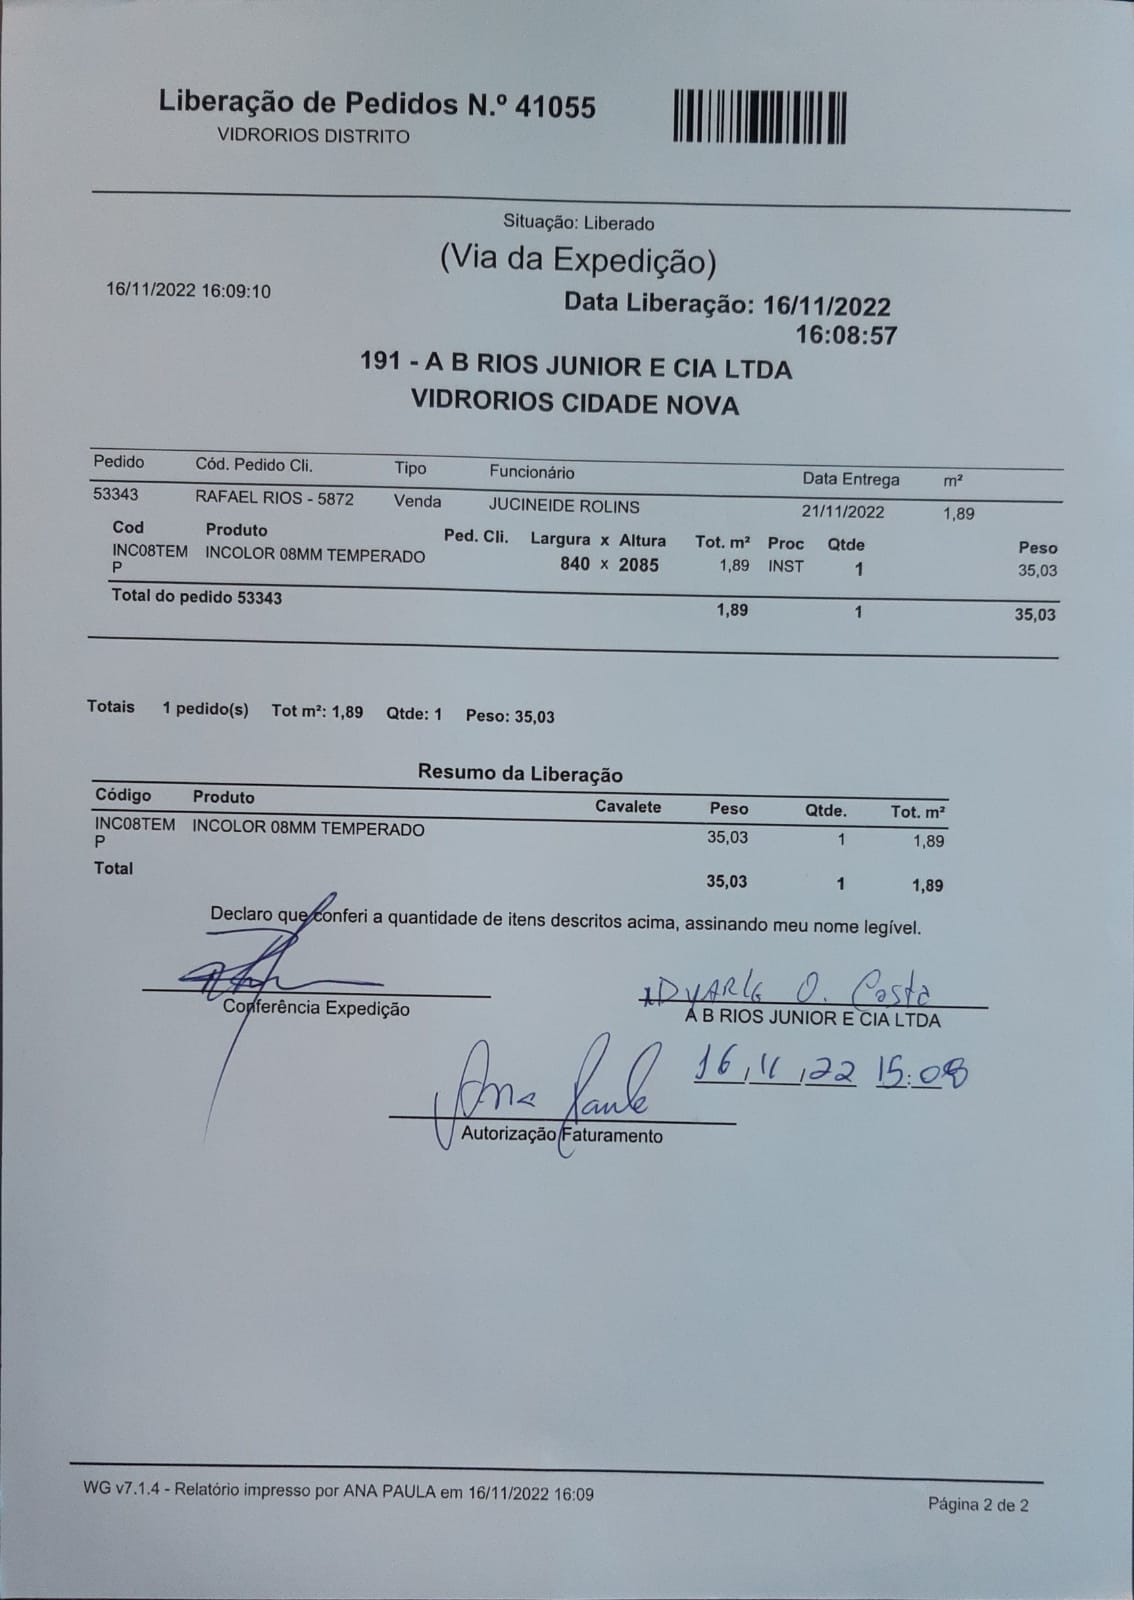 Liberação de Pedidos N.º 41055
VIDRORIOS DISTRITO
Situação: Liberado
(Via da Expedição)
16/11/2022 16:09:10
Data Liberação: 16/11/2022
16:08:57
191 - A B RIOS JUNIOR E CIA LTDA
VIDRORIOS CIDADE NOVA
Pedido Cód. Pedido Cli. Tipo Funcionário Data Entrega m²
53343 RAFAEL RIOS - 5872 Venda JUCINEIDE ROLINS 21/11/2022 1,89
Cod Produto Ped. Cli. Largura x Altura Tot. m² Proc Qtde Peso
INC08TEM INCOLOR 08MM TEMPERADO 840 x 2085 1,89 INST 1 35,03
P
Total do pedido 53343 1,89 1 35,03
Totais 1 pedido(s) Tot m²: 1,89 Qtde: 1 Peso: 35,03
Resumo da Liberação
Código Produto Cavalete Peso Qtde. Tot. m²
INC08TEM INCOLOR 08MM TEMPERADO 35,03 1 1,89
P
Total 35,03 1 1,89
Declaro que conferi a quantidade de itens descritos acima, assinando meu nome legível.
O. Costa
Conferência Expedição A B RIOS JUNIOR E CIA LTDA
16,11,22 15:08
Ana Paula
Autorização Faturamento
WG v7.1.4 - Relatório impresso por ANA PAULA em 16/11/2022 16:09
Página 2 de 2